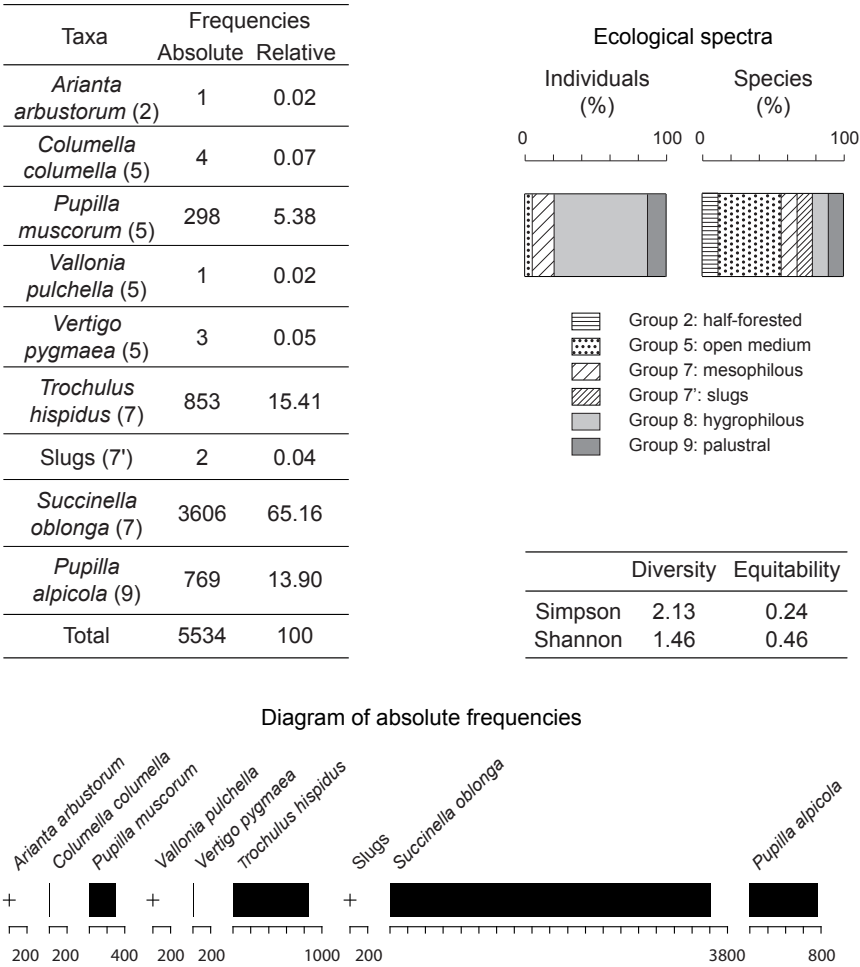 Taxa
Frequencies
Absolute Relative
Arianta
arbustorum (2) 1 0.02
Columella
columella (5) 4 0.07
Pupilla
muscorum (5) 298 5.38
Vallonia
pulchella (5) 1 0.02
Vertigo
pygmaea (5) 3 0.05
Trochulus
hispidus (7) 853 15.41
Slugs (7') 2 0.04
Succinella
oblonga (7) 3606 65.16
Pupilla
alpicola (9) 769 13.90
Total 5534 100
Ecological spectra
Individuals
(%)
Species
(%)
0 100 0 100
Group 2: half-forested
Group 5: open medium
Group 7: mesophilous
Group 7': slugs
Group 8: hygrophilous
Group 9: palustral
Diversity Equitability
Simpson 2.13 0.24
Shannon 1.46 0.46
Diagram of absolute frequencies
Arianta arbustorum
Columella columella
Pupilla muscorum
Vallonia pulchella
Vertigo pygmaea
Trochulus hispidus
Slugs
Succinella oblonga
Pupilla alpicola
200 200 400 200 200 1000 200 3800 800